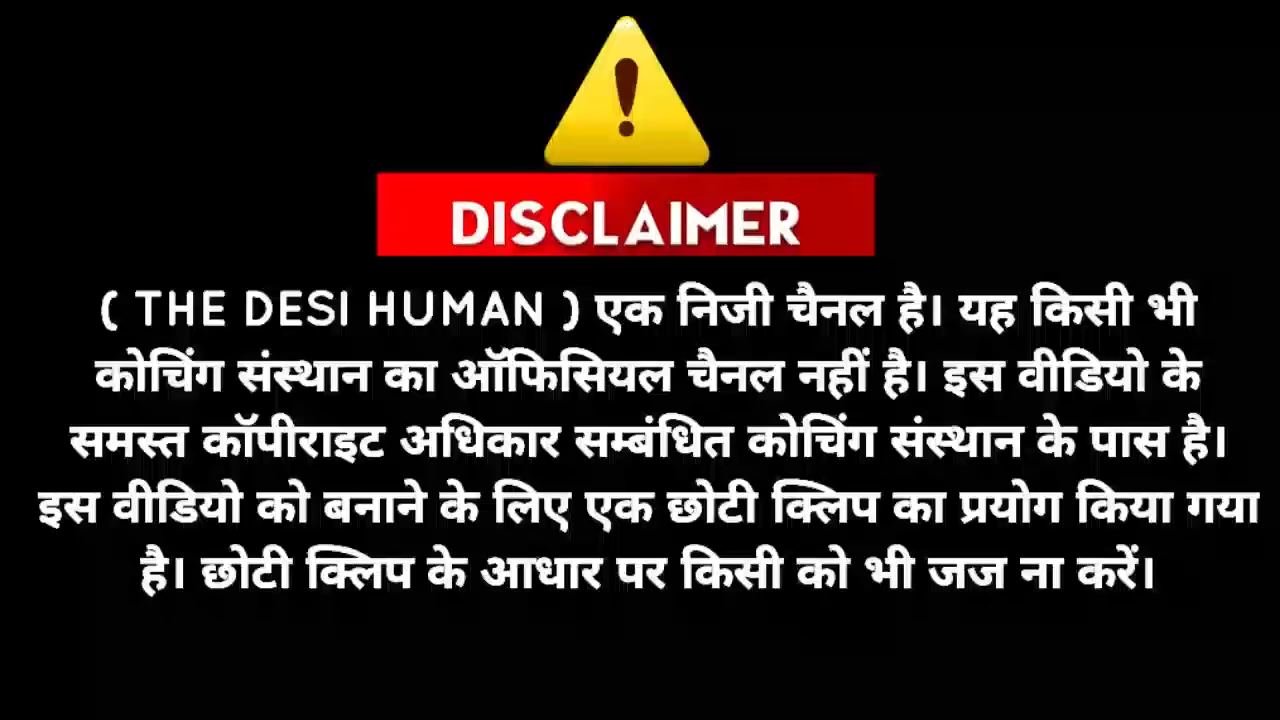 DISCLAIMER
( THE DESI HUMAN ) एक निजी चैनल है। यह किसी भी
कोचिंग संस्थान का ऑफिसियल चैनल नहीं है। इस वीडियो के
समस्त कॉपीराइट अधिकार सम्बंधित कोचिंग संस्थान के पास है।
इस वीडियो को बनाने के लिए एक छोटी क्लिप का प्रयोग किया गया
है। छोटी क्लिप के आधार पर किसी को भी जज ना करें।